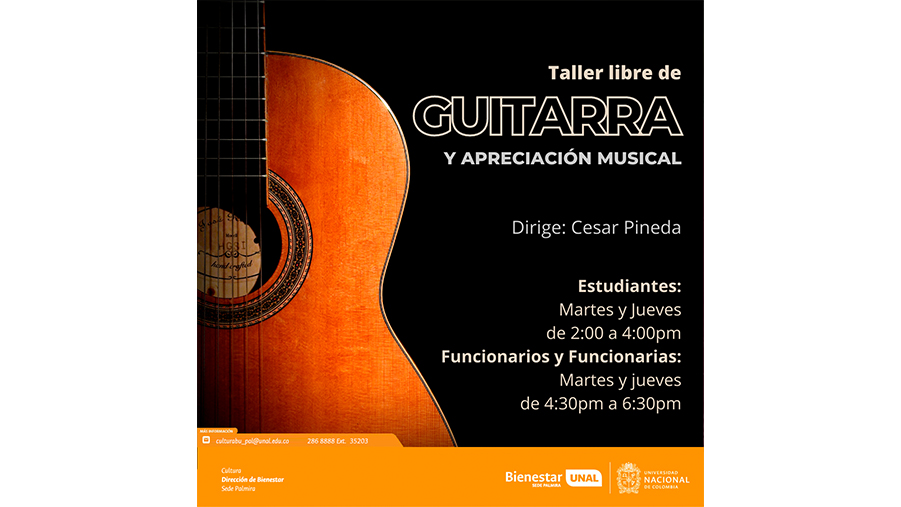 Taller libre de
GUITARRA
Y APRECIACIÓN MUSICAL
Dirige: Cesar Pineda
Estudiantes:
Martes y Jueves
de 2:00 a 4:00pm
Funcionarios y Funcionarias:
Martes y jueves
de 4:30pm a 6:30pm
MÁS INFORMACIÓN
culturabu_pal@unal.edu.co 286 8888 Ext. 35203
Cultura
Dirección de Bienestar
Sede Palmira
Bienestar UNAL
SEDE PALMIRA
UNIVERSIDAD
NACIONAL
DE COLOMBIA